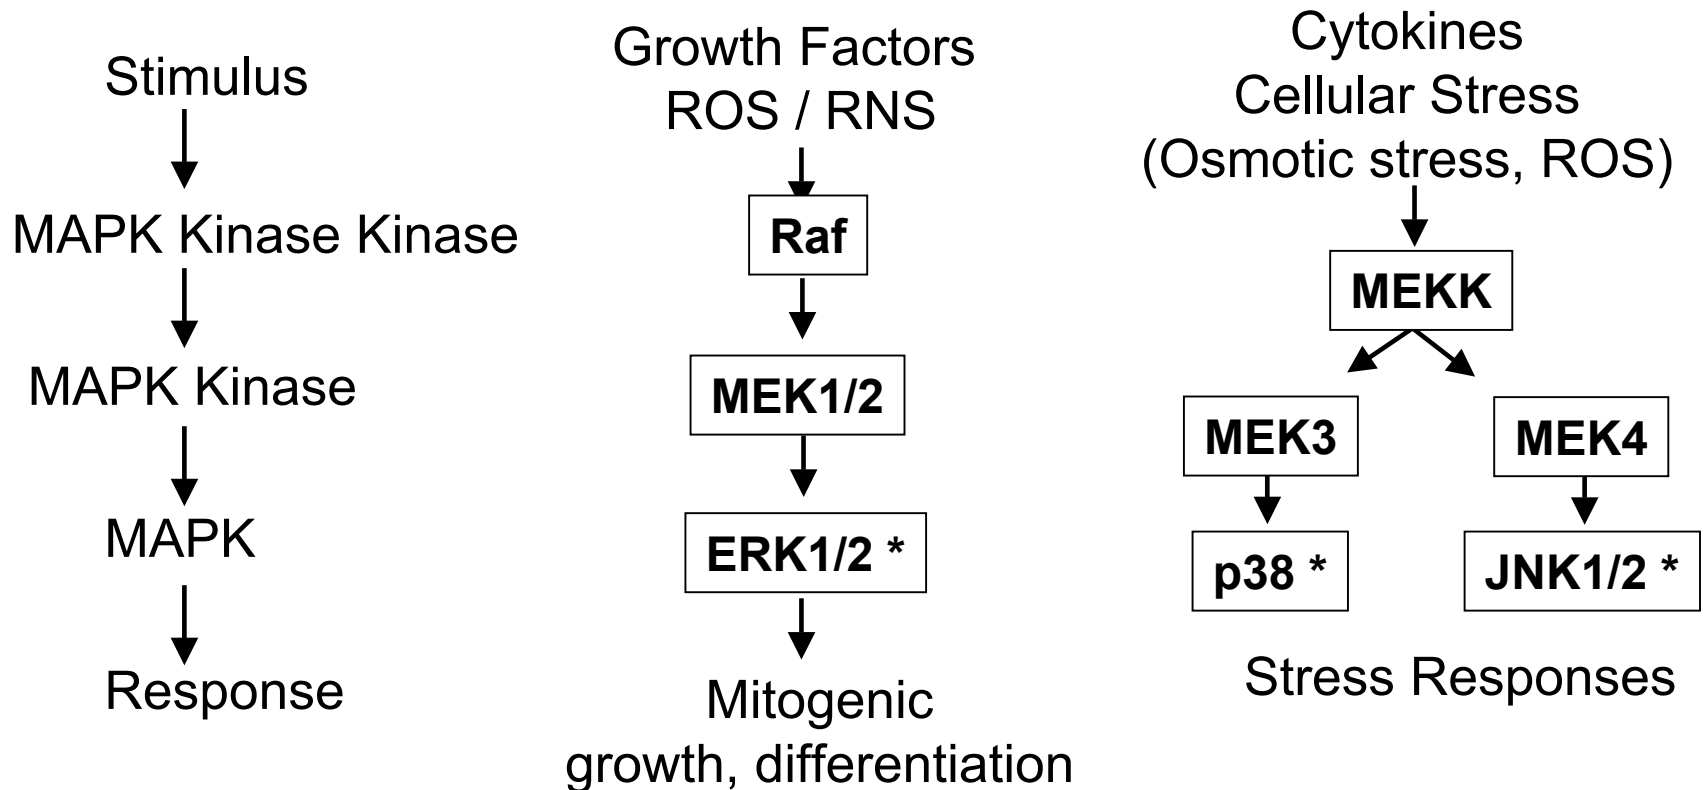 Stimulus
MAPK Kinase Kinase
MAPK Kinase
MAPK
Response
Growth Factors
ROS / RNS
Raf
MEK1/2
ERK1/2 *
Mitogenic
growth, differentiation
Cytokines
Cellular Stress
(Osmotic stress, ROS)
MEKK
MEK3
MEK4
p38 *
JNK1/2 *
Stress Responses